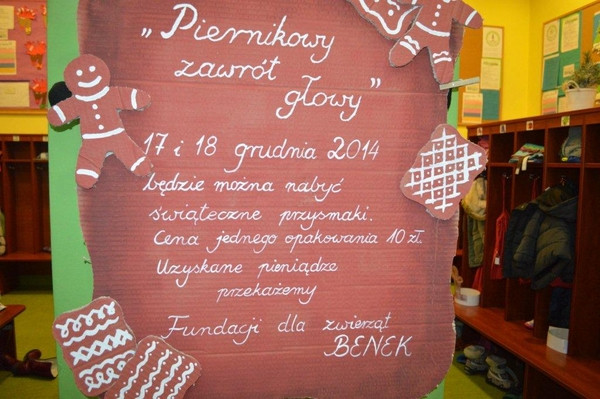 „Piernikowy
zawrót
głowy”
17 i 18 grudnia 2014
będzie można nabyć
świąteczne przysmaki.
Cena jednego opakowania 10 zł.
Uzyskane pieniądze
przekażemy
Fundacji dla zwierząt
BENEK